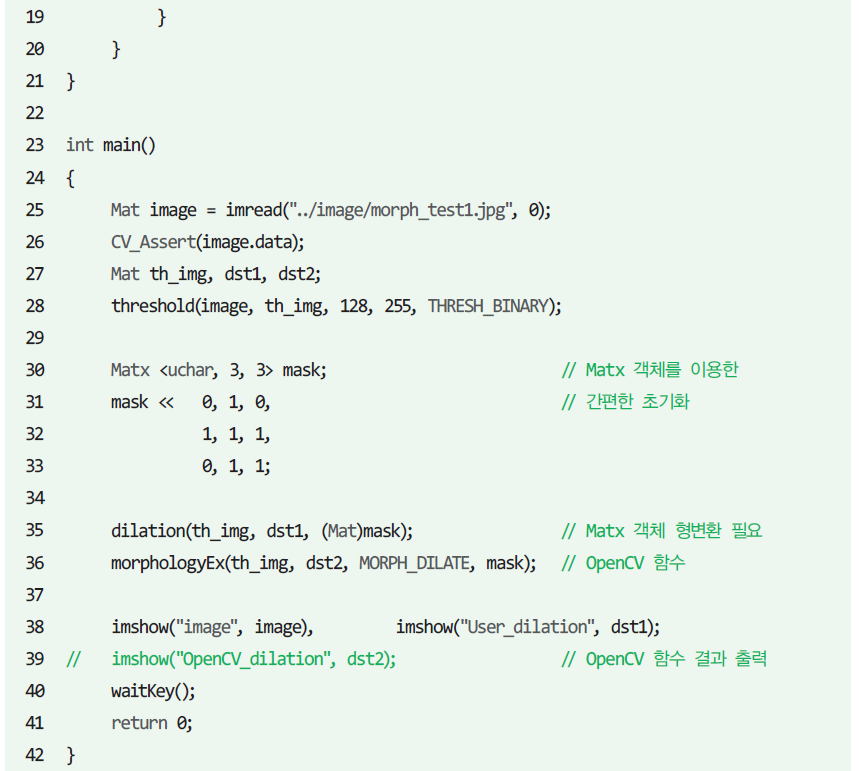 19 }
20 }
21 }
22
23 int main()
24 {
25 Mat image = imread("../image/morph_test1.jpg", 0);
26 CV_Assert(image.data);
27 Mat th_img, dst1, dst2;
28 threshold(image, th_img, 128, 255, THRESH_BINARY);
29
30 Matx <uchar, 3, 3> mask; // Matx 객체를 이용한
31 mask << 0, 1, 0, // 간편한 초기화
32 1, 1, 1,
33 0, 1, 1;
34
35 dilation(th_img, dst1, (Mat)mask); // Matx 객체 형변환 필요
36 morphologyEx(th_img, dst2, MORPH_DILATE, mask); // OpenCV 함수
37
38 imshow("image", image), imshow("User_dilation", dst1);
39 // imshow("OpenCV_dilation", dst2); // OpenCV 함수 결과 출력
40 waitKey();
41 return 0;
42 }